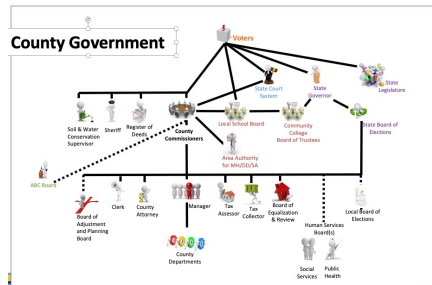 County Government
Voters
State Court
System
State
Governor
State
Legislature
Soil & Water
Conservation
Supervisor
Sheriff
Register of
Deeds
County
Commissioners
Local School Board
Community
College
Board of Trustees
State Board of
Elections
Area Authority
for MH/DD/SA
ABC Board
Board of
Adjustment
and Planning
Board
Clerk
County
Attorney
Manager
Tax
Assessor
Tax
Collector
Board of
Equalization
& Review
Human Services
Board(s)
Local Board of
Elections
County
Departments
Social
Services
Public
Health